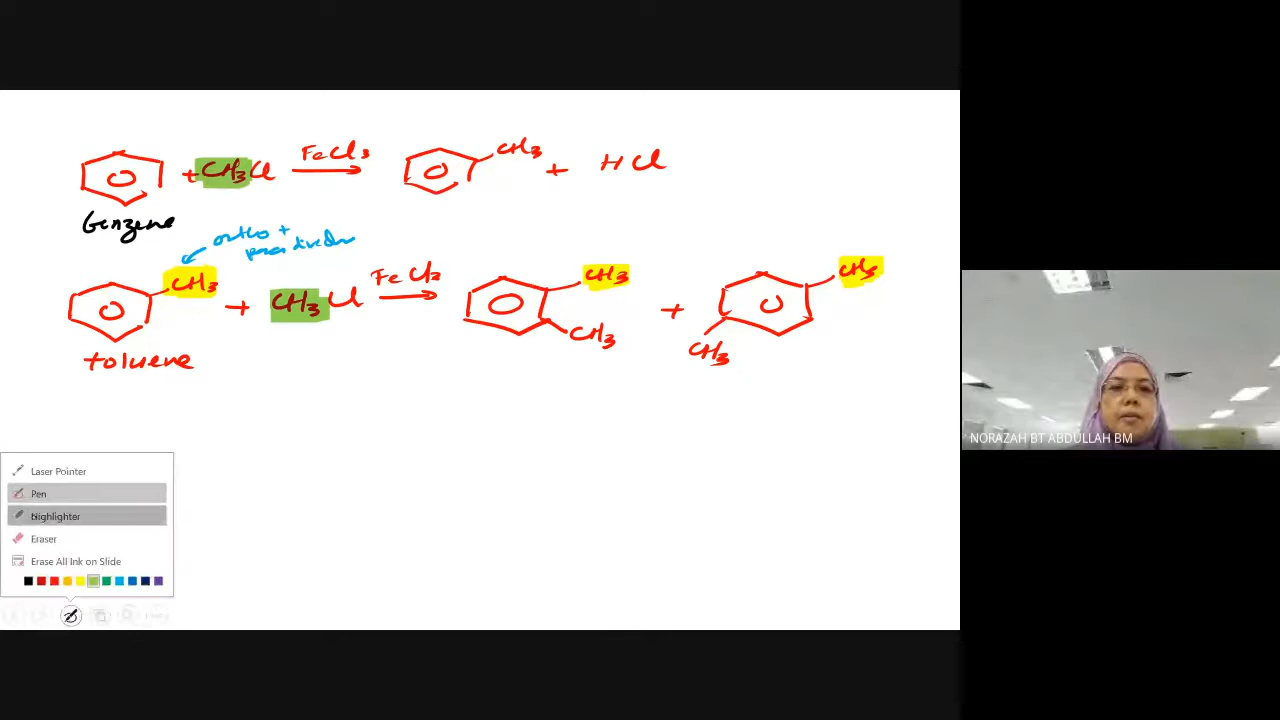 + CH3Cl FeCl3 CH3 + HCl
benzene
ortho +
para director
CH3 + CH3Cl FeCl3 CH3 + CH3
CH3 CH3
toluene
NORAZAH BT ABDULLAH BM
Laser Pointer
Pen
Highlighter
Eraser
Erase All Ink on Slide